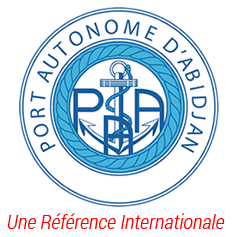 PORT AUTONOME D'ABIDJAN
PAA
Une Référence Internationale